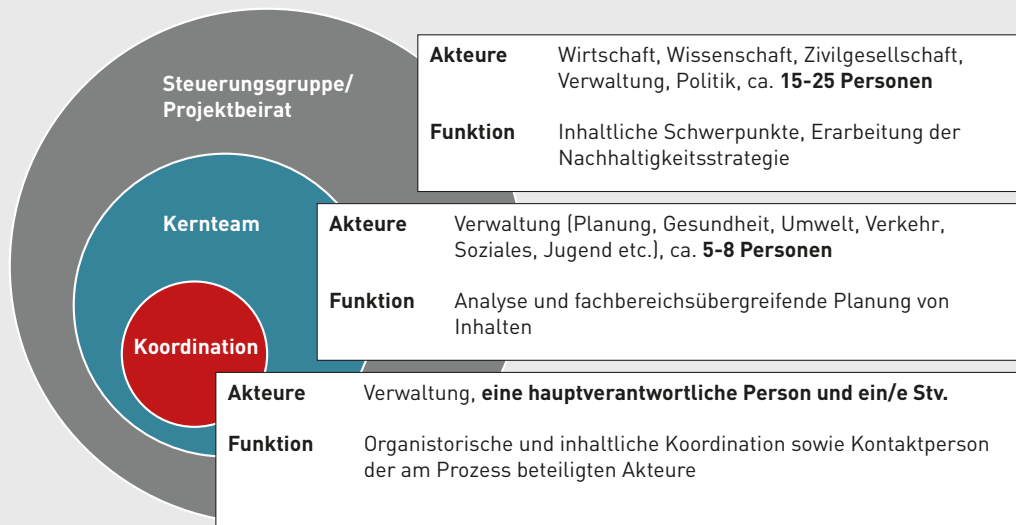 Steuerungsgruppe/
Projektbeirat
Akteure Wirtschaft, Wissenschaft, Zivilgesellschaft,
Verwaltung, Politik, ca. 15-25 Personen
Funktion Inhaltliche Schwerpunkte, Erarbeitung der
Nachhaltigkeitsstrategie
Kernteam
Akteure Verwaltung (Planung, Gesundheit, Umwelt, Verkehr,
Soziales, Jugend etc.), ca. 5-8 Personen
Funktion Analyse und fachbereichsübergreifende Planung von
Inhalten
Koordination
Akteure Verwaltung, eine hauptverantwortliche Person und ein/e Stv.
Funktion Organistorische und inhaltliche Koordination sowie Kontaktperson
der am Prozess beteiligten Akteure